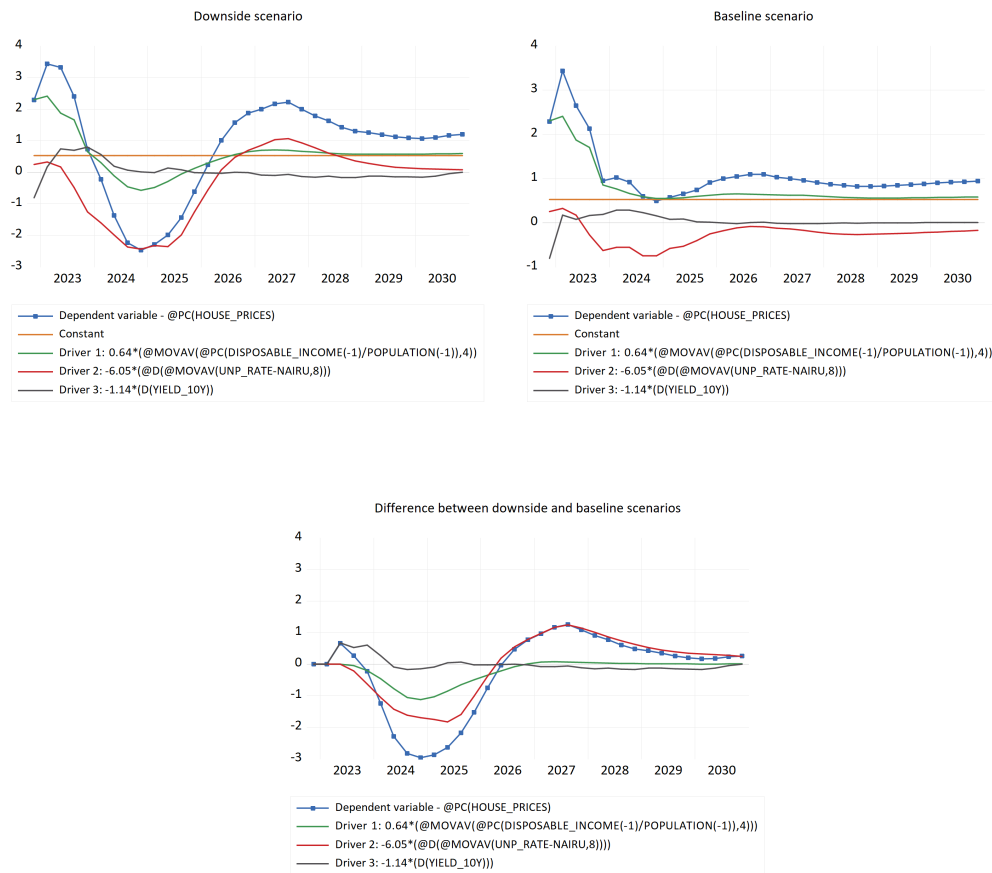 Downside scenario
4
3
2
1
0
-1
-2
-3
2023 2024 2025 2026 2027 2028 2029 2030
Dependent variable - @PC(HOUSE_PRICES)
Constant
Driver 1: 0.64*(@MOVAV(@PC(DISPOSABLE_INCOME(-1)/POPULATION(-1)),4))
Driver 2: -6.05*(@D(@MOVAV(UNP_RATE-NAIRU,8)))
Driver 3: -1.14*(D(YIELD_10Y))
Baseline scenario
4
3
2
1
0
-1
2023 2024 2025 2026 2027 2028 2029 2030
Dependent variable - @PC(HOUSE_PRICES)
Constant
Driver 1: 0.64*(@MOVAV(@PC(DISPOSABLE_INCOME(-1)/POPULATION(-1)),4))
Driver 2: -6.05*(@D(@MOVAV(UNP_RATE-NAIRU,8)))
Driver 3: -1.14*(D(YIELD_10Y))
Difference between downside and baseline scenarios
4
3
2
1
0
-1
-2
-3
2023 2024 2025 2026 2027 2028 2029 2030
Dependent variable - @PC(HOUSE_PRICES)
Driver 1: 0.64*(@MOVAV(@PC(DISPOSABLE_INCOME(-1)/POPULATION(-1)),4)))
Driver 2: -6.05*(@D(@MOVAV(UNP_RATE-NAIRU,8))))
Driver 3: -1.14*(D(YIELD_10Y)))